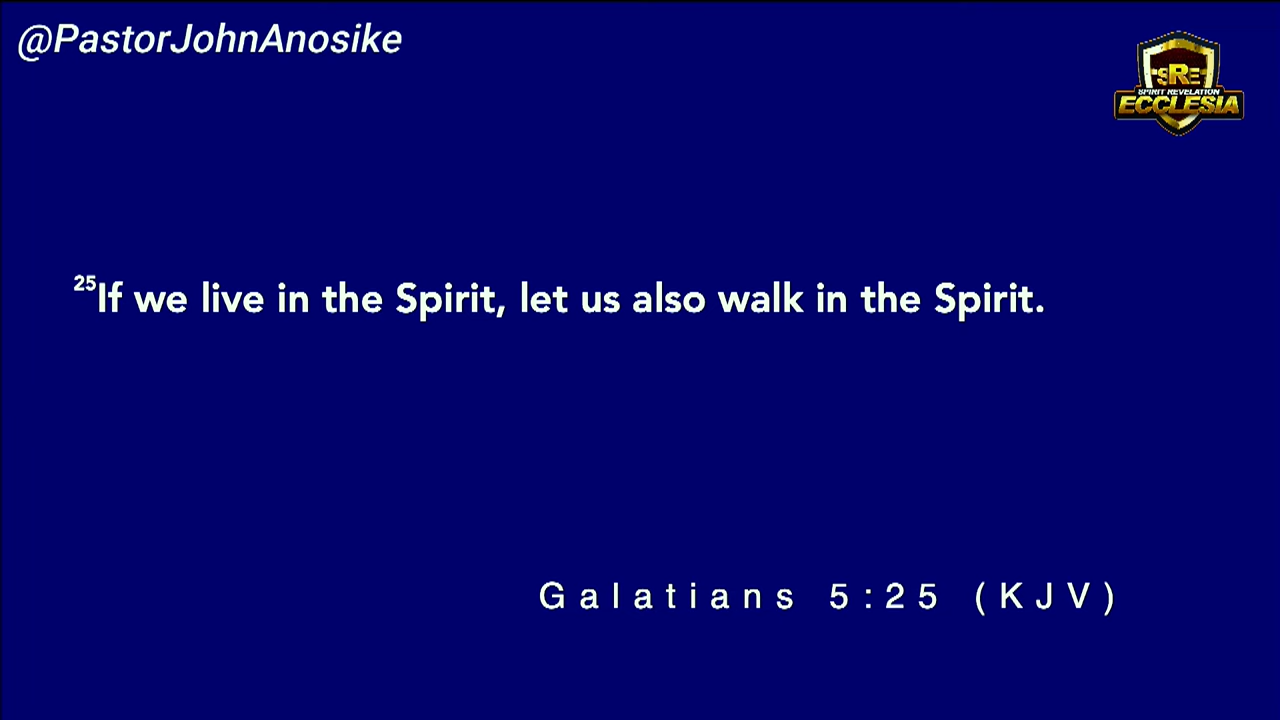 @PastorJohnAnosike
SRE
SPIRIT REVELATION
ECCLESIA
25If we live in the Spirit, let us also walk in the Spirit.
Galatians 5:25 (KJV)